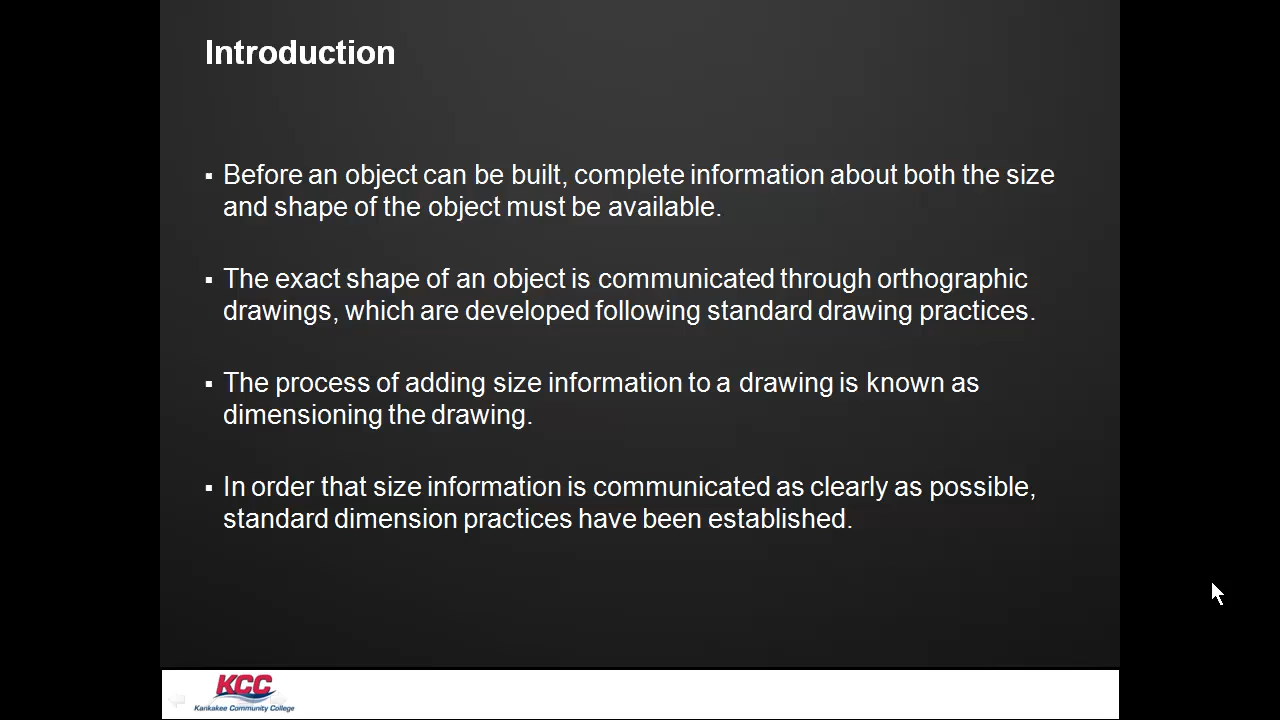 Introduction
▪ Before an object can be built, complete information about both the size
and shape of the object must be available.
▪ The exact shape of an object is communicated through orthographic
drawings, which are developed following standard drawing practices.
▪ The process of adding size information to a drawing is known as
dimensioning the drawing.
▪ In order that size information is communicated as clearly as possible,
standard dimension practices have been established.
KCC
Kankakee Community College